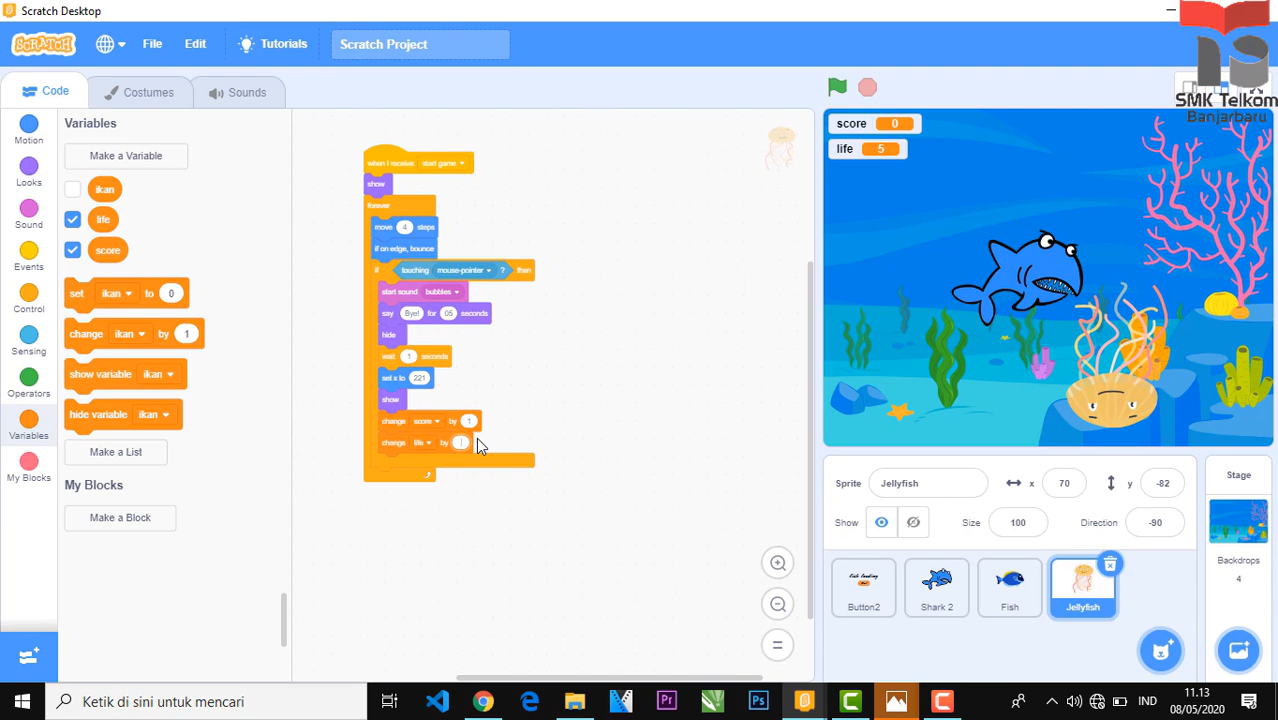 Scratch Desktop
SCRATCH File Edit Tutorials Scratch Project
SMK Telkom
Banjarbaru
Code Costumes Sounds
Motion
Looks
Sound
Events
Control
Sensing
Operators
Variables
My Blocks
Variables
Make a Variable
ikan
life
score
set ikan to 0
change ikan by 1
show variable ikan
hide variable ikan
Make a List
My Blocks
Make a Block
when I receive start game
show
forever
move 4 steps
if on edge, bounce
if touching mouse-pointer ? then
start sound bubbles
say Bye! for 05 seconds
hide
wait 1 seconds
set x to 221
show
change score by 1
change life by
score 0
life 5
Sprite Jellyfish x 70 y -82
Show Size 100 Direction -90
Button2 Shark 2 Fish Jellyfish
Stage
Backdrops
4
Ketik di sini untuk mencari
Pr Ps
IND
11.13
08/05/2020